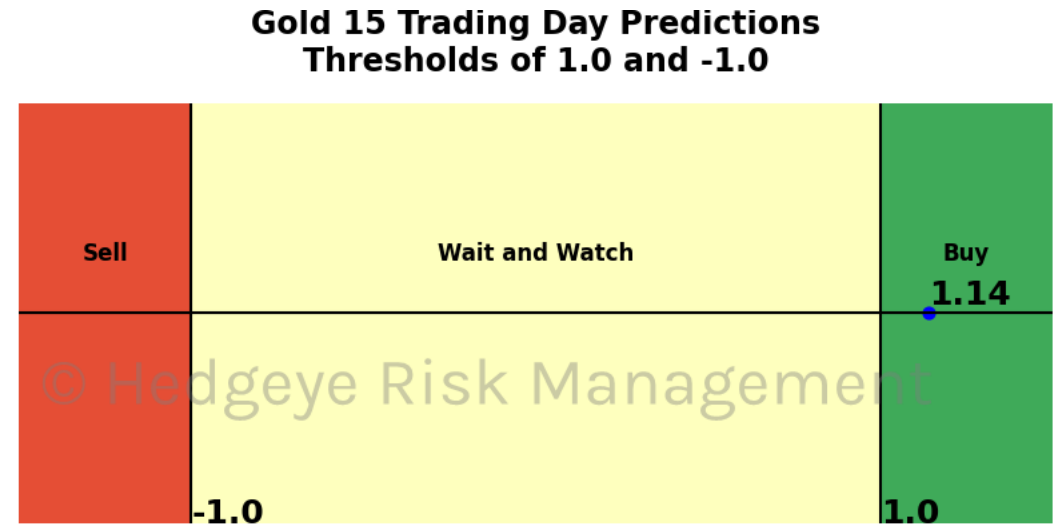 Gold 15 Trading Day Predictions
Thresholds of 1.0 and -1.0
Sell
Wait and Watch
Buy
1.14
© Hedgeye Risk Management
-1.0
1.0